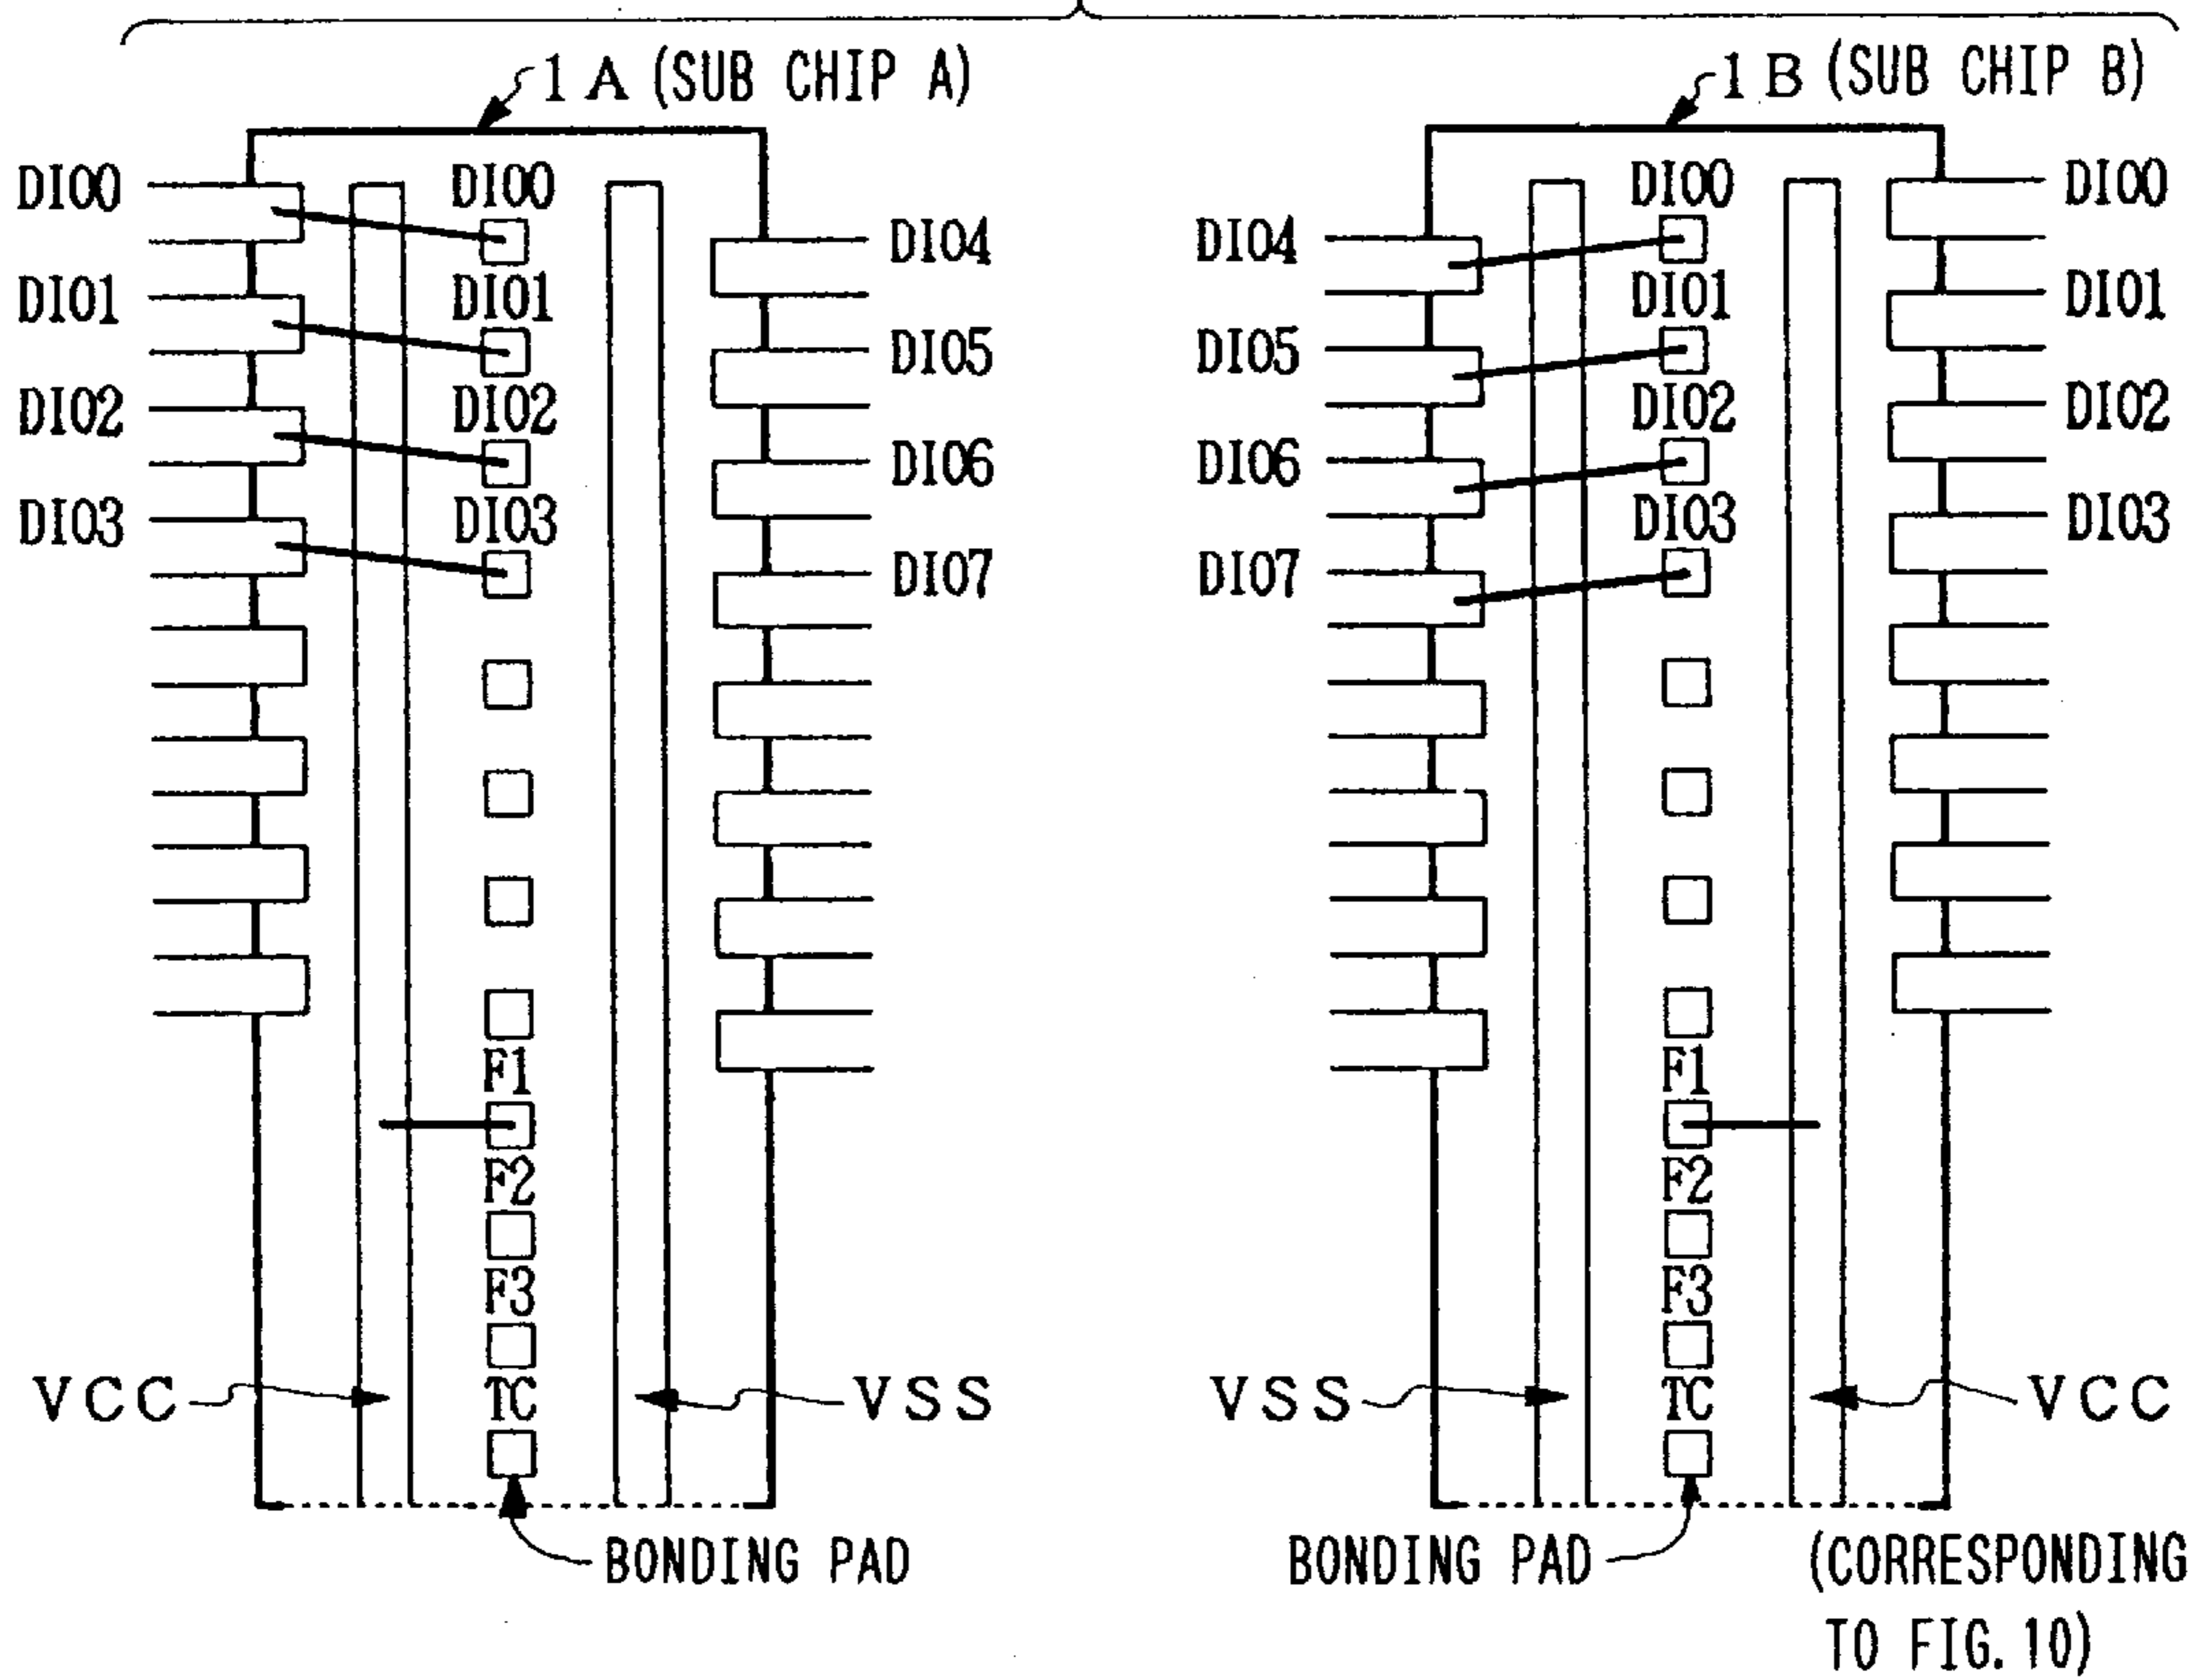 1A (SUB CHIP A)
DIO0
DIO1
DIO2
DIO3
DIO0
DIO1
DIO2
DIO3
DIO4
DIO5
DIO6
DIO7
F1
F2
F3
TC
VCC
VSS
BONDING PAD
1B (SUB CHIP B)
DIO4
DIO5
DIO6
DIO7
DIO0
DIO1
DIO2
DIO3
DIO0
DIO1
DIO2
DIO3
F1
F2
F3
TC
VSS
VCC
BONDING PAD
(CORRESPONDING
TO FIG. 10)